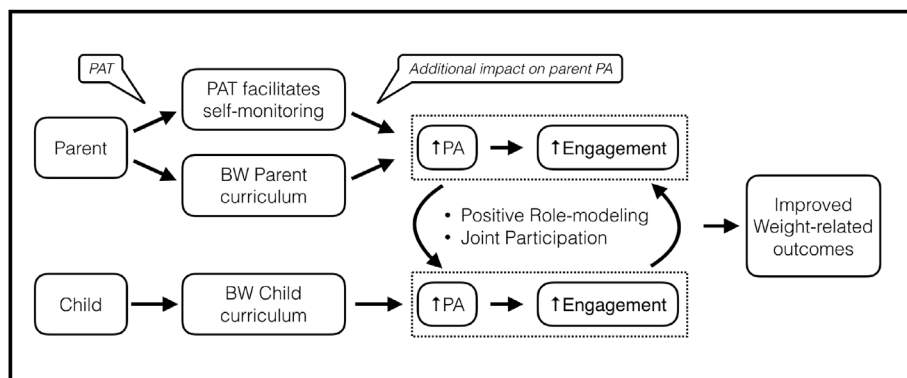 PAT
Additional impact on parent PA
PAT facilitates
self-monitoring
Parent
↑PA
↑Engagement
BW Parent
curriculum
• Positive Role-modeling
• Joint Participation
Improved
Weight-related
outcomes
Child
BW Child
curriculum
↑PA
↑Engagement